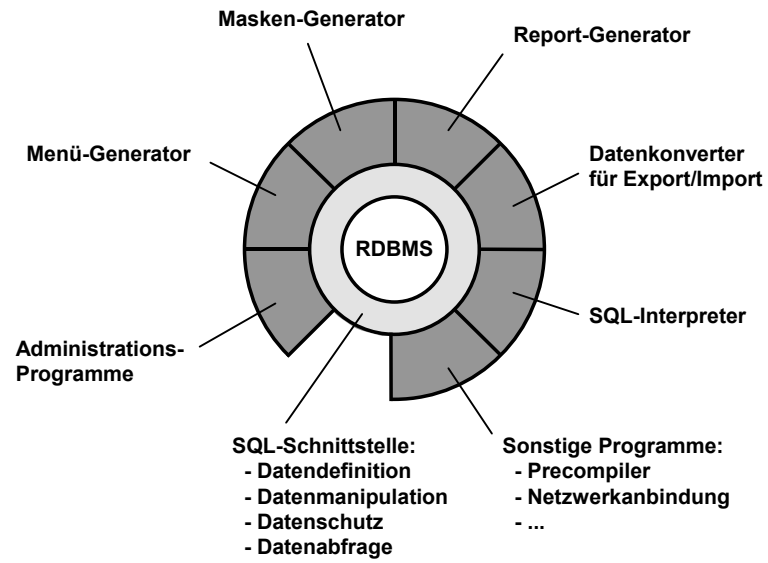 Masken-Generator
Report-Generator
Menü-Generator
Datenkonverter
für Export/Import
RDBMS
SQL-Interpreter
Administrations-
Programme
SQL-Schnittstelle:
- Datendefinition
- Datenmanipulation
- Datenschutz
- Datenabfrage
Sonstige Programme:
- Precompiler
- Netzwerkanbindung
- ...